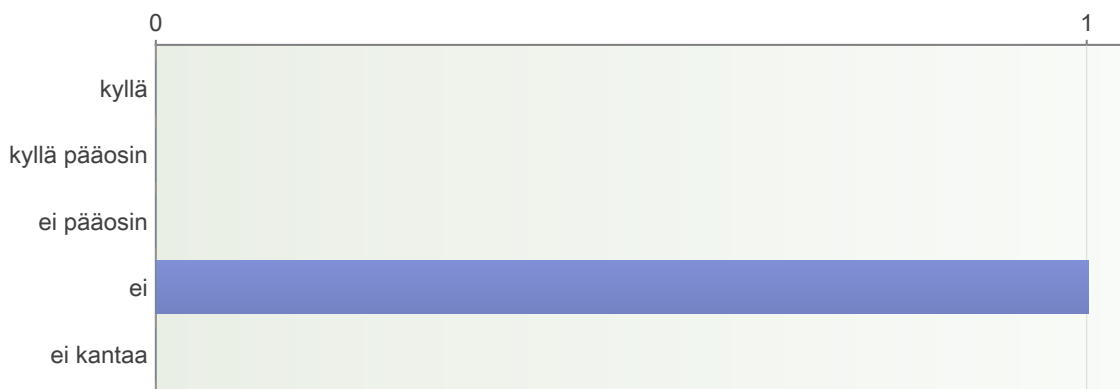 0 1
kyllä
kyllä pääosin
ei pääosin
ei
ei kantaa